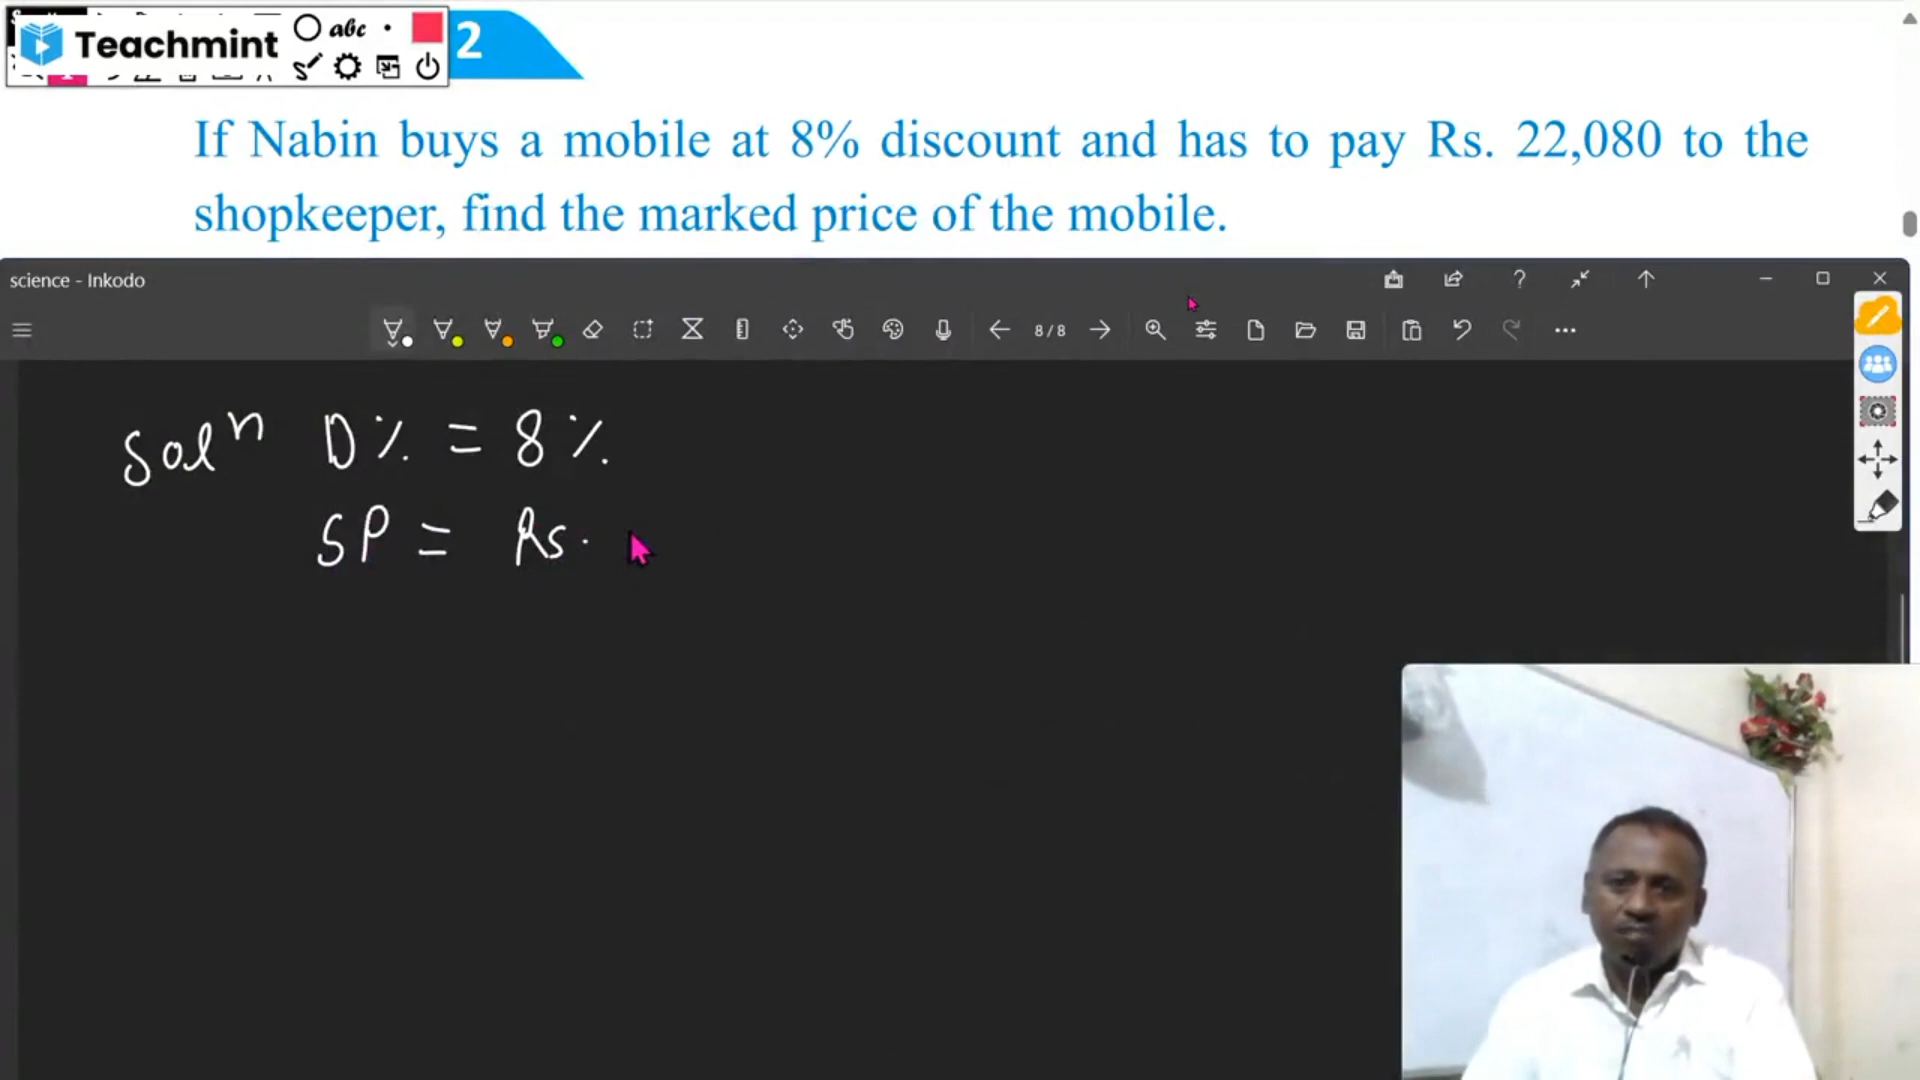 Teachmint abc 2
If Nabin buys a mobile at 8% discount and has to pay Rs. 22,080 to the
shopkeeper, find the marked price of the mobile.
science - Inkodo
8/8
Solⁿ D% = 8%
SP = Rs.